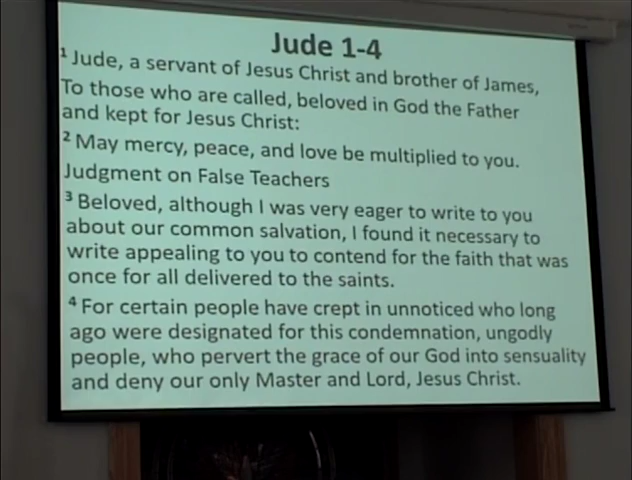 Jude 1-4
¹ Jude, a servant of Jesus Christ and brother of James,
To those who are called, beloved in God the Father
and kept for Jesus Christ:
² May mercy, peace, and love be multiplied to you.
Judgment on False Teachers
³ Beloved, although I was very eager to write to you
about our common salvation, I found it necessary to
write appealing to you to contend for the faith that was
once for all delivered to the saints.
⁴ For certain people have crept in unnoticed who long
ago were designated for this condemnation, ungodly
people, who pervert the grace of our God into sensuality
and deny our only Master and Lord, Jesus Christ.